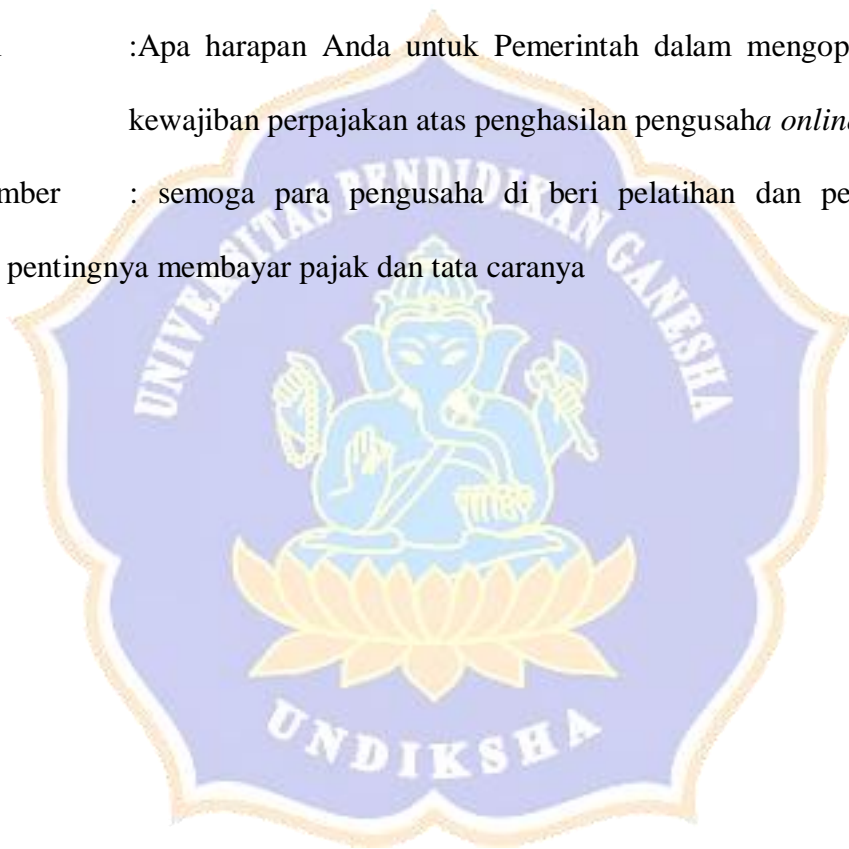 :Apa harapan Anda untuk Pemerintah dalam mengop
kewajiban perpajakan atas penghasilan pengusaha online
mber : semoga para pengusaha di beri pelatihan dan pe
pentingnya membayar pajak dan tata caranya
UNIVERSITAS PENDIDIKAN GANESHA
UNDIKSHA